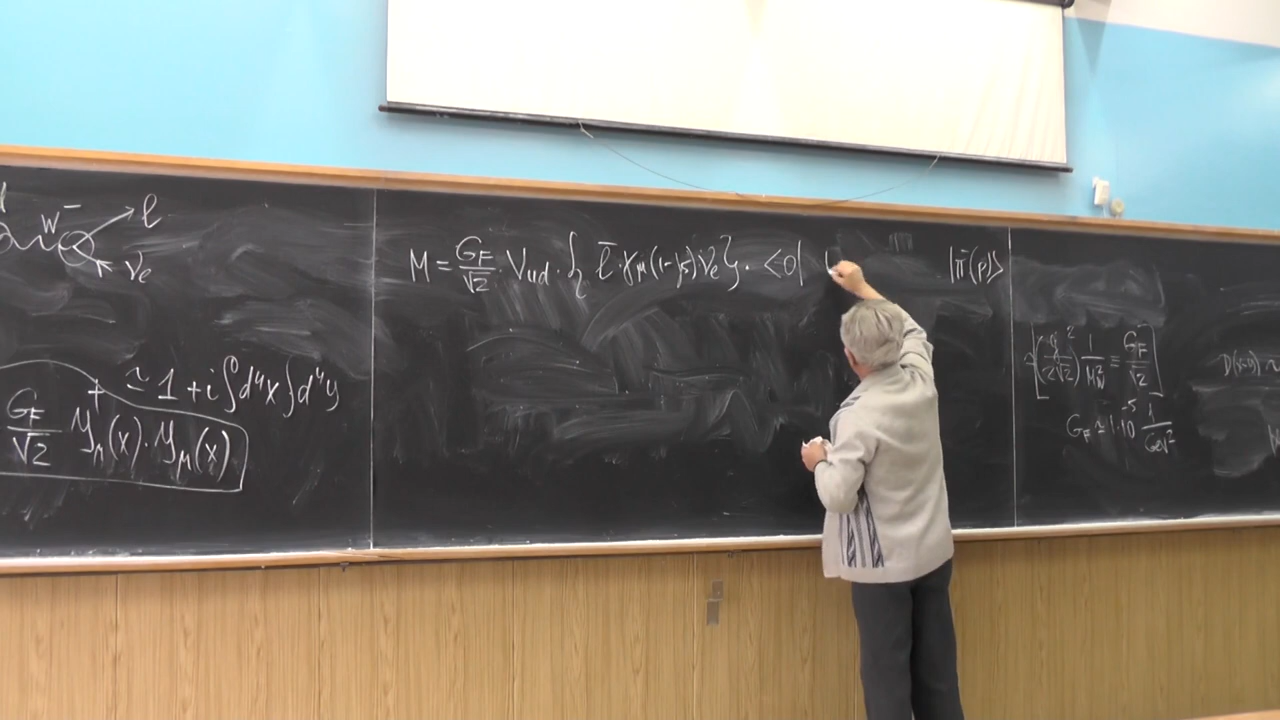 W⁻ ℓ
ν_e
≃ 1 + i∫d⁴x∫d⁴y
G_F/√2 J_μ⁺(x)·J_μ(x)
M = G_F/√2 · V_ud · { ℓ̄·γ_μ(1-γ₅)ν_e } · <0| |π⁻(p)>
(g/2√2)² 1/M_W² = G_F/√2
G_F ≃ 1·10⁻⁵ 1/GeV²